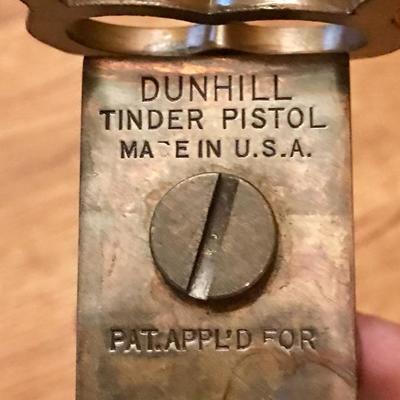 DUNHILL
TINDER PISTOL
MADE IN U.S.A.
PAT. APPL'D FOR